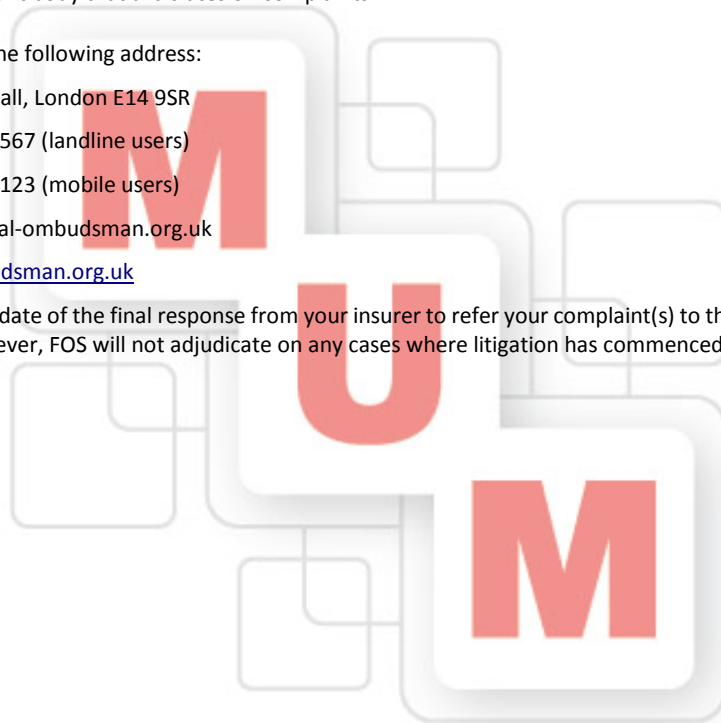 he following address:
all, London E14 9SR
567 (landline users)
123 (mobile users)
al-ombudsman.org.uk
dsman.org.uk
date of the final response from your insurer to refer your complaint(s) to th
ever, FOS will not adjudicate on any cases where litigation has commenced
M
U
M